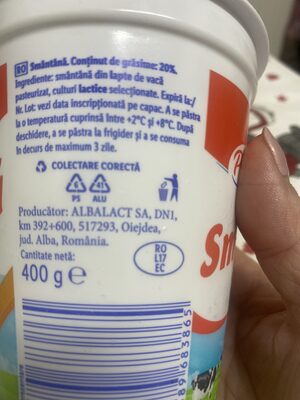 RO Smântână. Conținut de grăsime: 20%.
Ingrediente: smântână din lapte de vacă
pasteurizat, culturi lactice selecționate. Expiră la:/
Nr. Lot: vezi data inscripționată pe capac. A se păstra
la o temperatură cuprinsă între +2°C și +8°C. După
deschidere, a se păstra la frigider și a se consuma
în decurs de maximum 3 zile.
COLECTARE CORECTĂ
6 41
PS ALU
Producător: ALBALACT SA, DN1,
km 392+600, 517293, Oiejdea,
jud. Alba, România.
Cantitate netă:
400 g e
RO
L17
EC
Sm